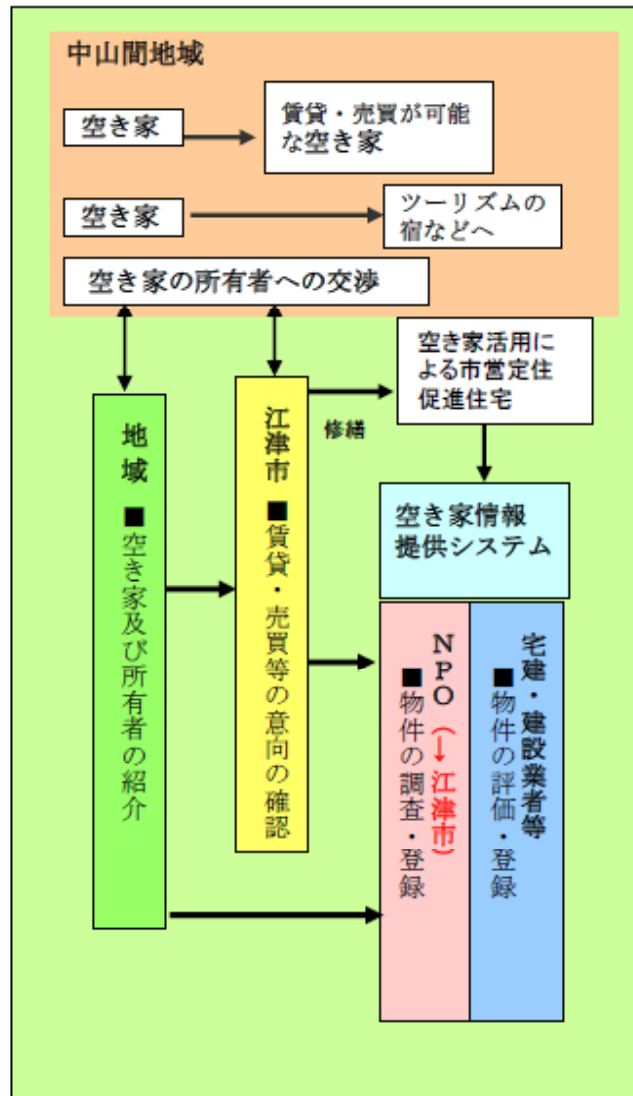 中山間地域
空き家
賃貸・売買が可能
な空き家
空き家
ツーリズムの
宿などへ
空き家の所有者への交渉
空き家活用に
よる市営定住
促進住宅
修繕
地域 ■空き家及び所有者の紹介
江津市 ■賃貸・売買等の意向の確認
空き家情報
提供システム
NPO(→江津市)
■物件の調査・登録
宅建・建設業者等
■物件の評価・登録